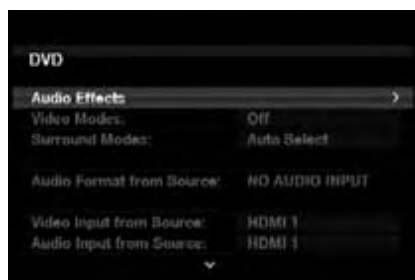 DVD
Audio Effects
Video Modes: Off
Surround Modes: Auto Select
Audio Format from Source: NO AUDIO INPUT
Video Input from Source: HDMI 1
Audio Input from Source: HDMI 1